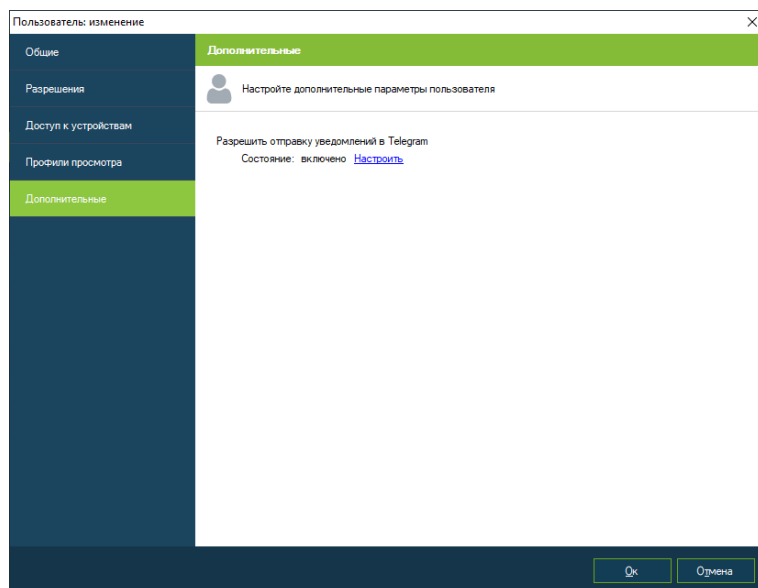 Пользователь: изменение
Общие
Разрешения
Доступ к устройствам
Профили просмотра
Дополнительные
Дополнительные
Настройте дополнительные параметры пользователя
Разрешить отправку уведомлений в Telegram
Состояние: включено Настроить
Ок
Отмена